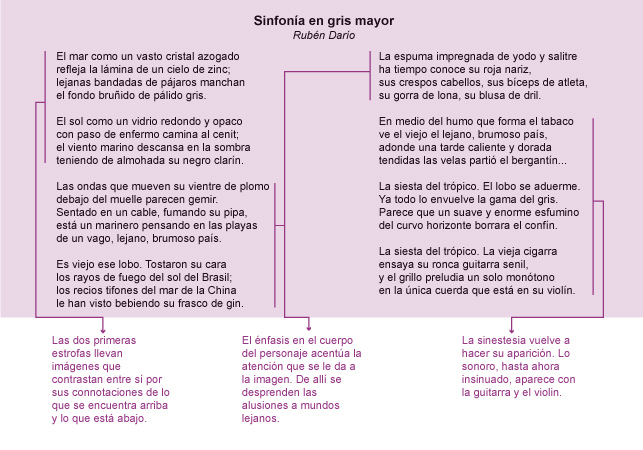 Sinfonía en gris mayor
Rubén Darío
El mar como un vasto cristal azogado
refleja la lámina de un cielo de zinc;
lejanas bandadas de pájaros manchan
el fondo bruñido de pálido gris.
El sol como un vidrio redondo y opaco
con paso de enfermo camina al cenit;
el viento marino descansa en la sombra
teniendo de almohada su negro clarín.
Las ondas que mueven su vientre de plomo
debajo del muelle parecen gemir.
Sentado en un cable, fumando su pipa,
está un marinero pensando en las playas
de un vago, lejano, brumoso país.
Es viejo ese lobo. Tostaron su cara
los rayos de fuego del sol del Brasil;
los recios tifones del mar de la China
le han visto bebiendo su frasco de gin.
La espuma impregnada de yodo y salitre
ha tiempo conoce su roja nariz,
sus crespos cabellos, sus bíceps de atleta,
su gorra de lona, su blusa de dril.
En medio del humo que forma el tabaco
ve el viejo el lejano, brumoso país,
adonde una tarde caliente y dorada
tendidas las velas partió el bergantín...
La siesta del trópico. El lobo se aduerme.
Ya todo lo envuelve la gama del gris.
Parece que un suave y enorme esfumino
del curvo horizonte borrara el confín.
La siesta del trópico. La vieja cigarra
ensaya su ronca guitarra senil,
y el grillo preludia un solo monótono
en la única cuerda que está en su violín.
Las dos primeras
estrofas llevan
imágenes que
contrastan entre si por
sus connotaciones de lo
que se encuentra arriba
y lo que está abajo.
El énfasis en el cuerpo
del personaje acentúa la
atención que se le da a
la imagen. De allí se
desprenden las
alusiones a mundos
lejanos.
La sinestesia vuelve a
hacer su aparición. Lo
sonoro, hasta ahora
insinuado, aparece con
la guitarra y el violin.